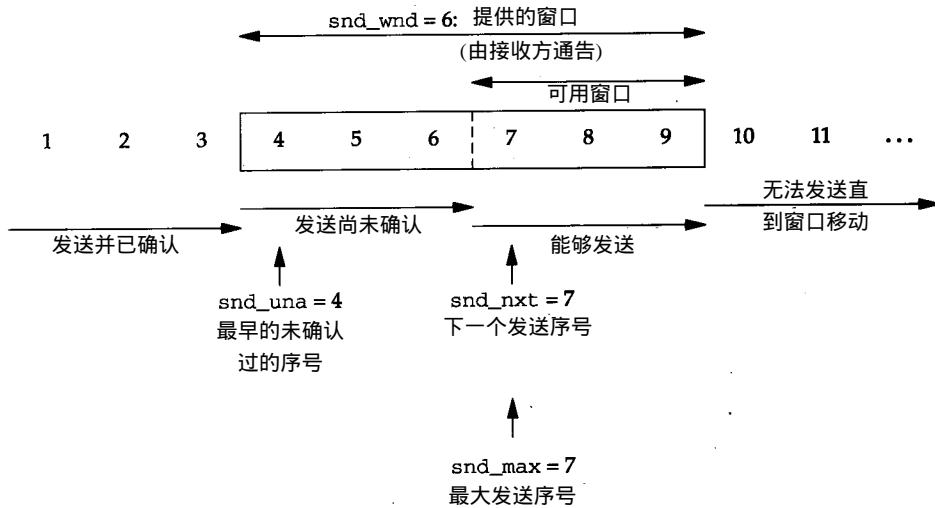 snd_wnd = 6: 提供的窗口
(由接收方通告)
可用窗口
1 2 3 4 5 6 7 8 9 10 11 ...
发送并已确认
发送尚未确认
能够发送
无法发送直
到窗口移动
snd_una = 4
最早的未确认
过的序号
snd_nxt = 7
下一个发送序号
snd_max = 7
最大发送序号